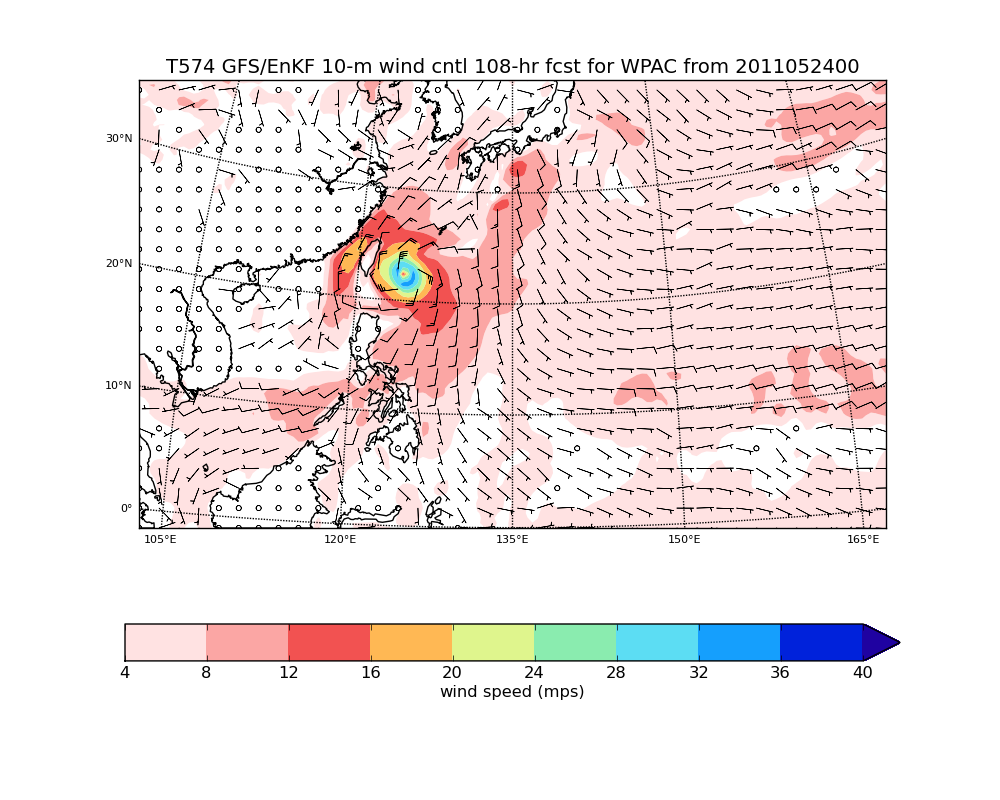 T574 GFS/EnKF 10-m wind cntl 108-hr fcst for WPAC from 2011052400
30°N
20°N
10°N
0°
105°E 120°E 135°E 150°E 165°E
4 8 12 16 20 24 28 32 36 40
wind speed (mps)